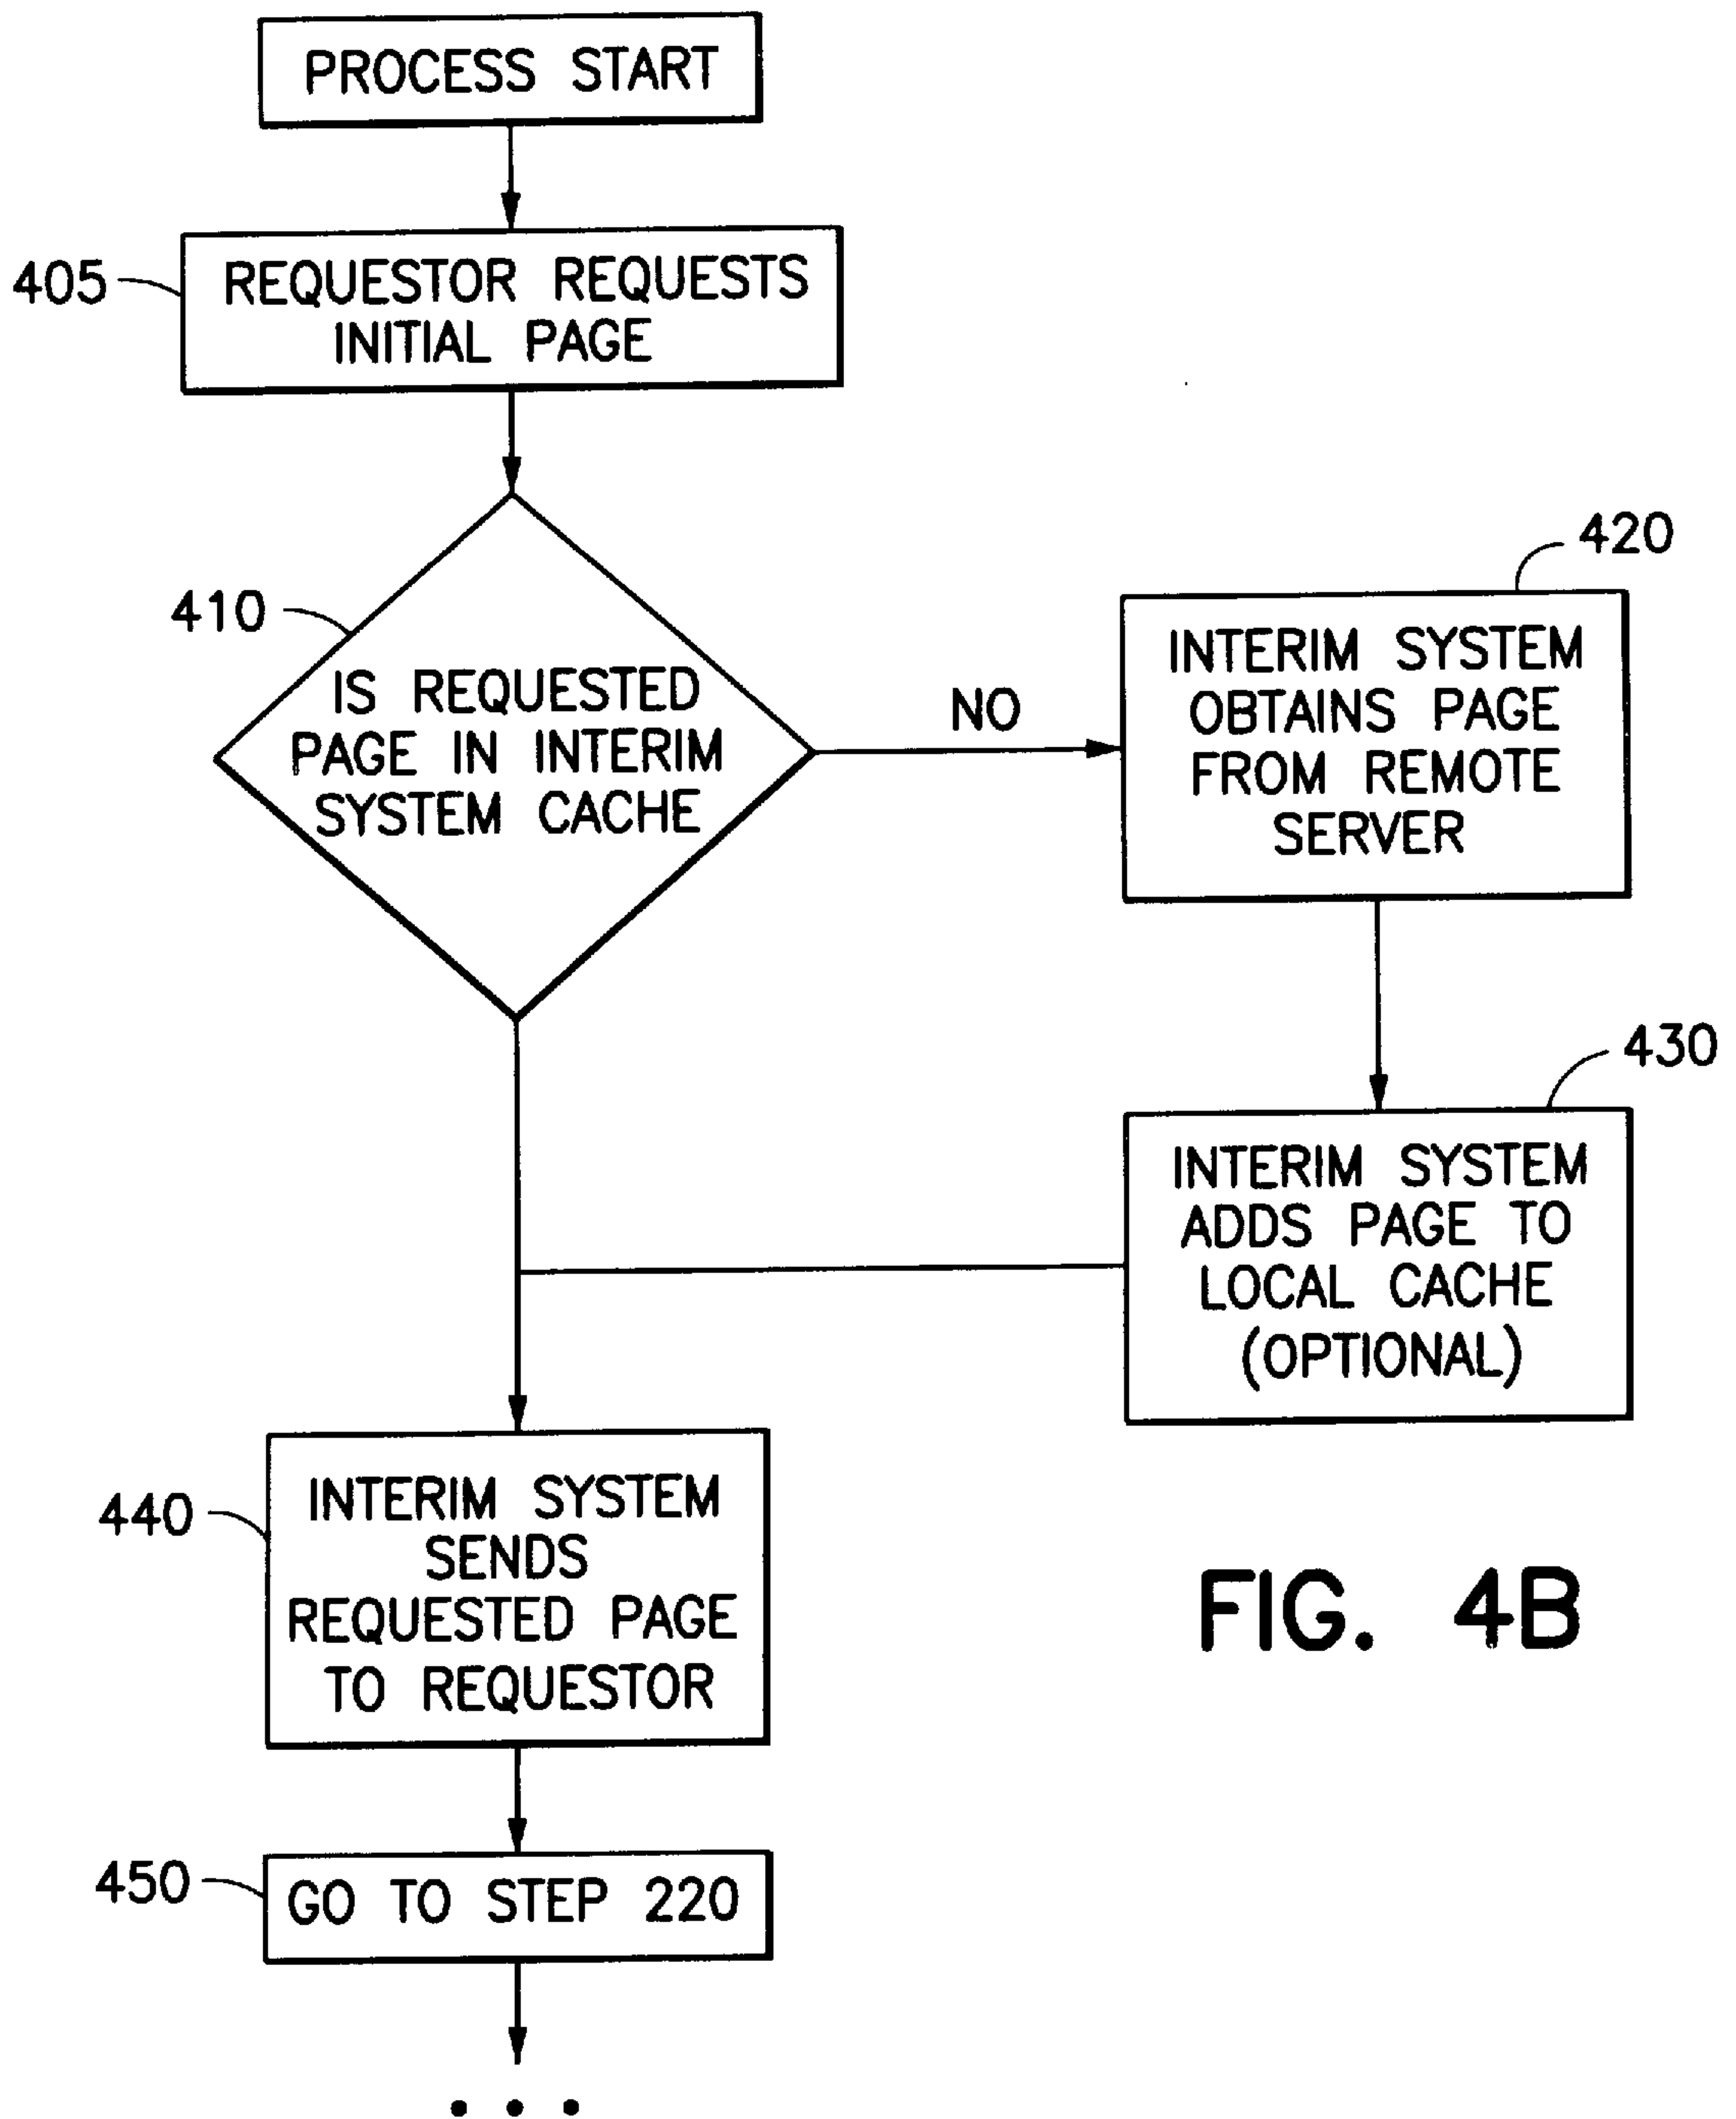 PROCESS START
405
REQUESTOR REQUESTS
INITIAL PAGE
410
IS REQUESTED
PAGE IN INTERIM
SYSTEM CACHE
NO
420
INTERIM SYSTEM
OBTAINS PAGE
FROM REMOTE
SERVER
430
INTERIM SYSTEM
ADDS PAGE TO
LOCAL CACHE
(OPTIONAL)
440
INTERIM SYSTEM
SENDS
REQUESTED PAGE
TO REQUESTOR
450
GO TO STEP 220
. . .
FIG. 4B